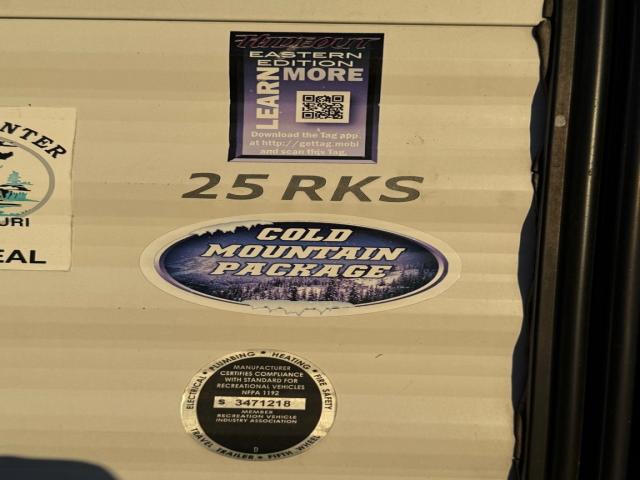 HIDEOUT
EASTERN
EDITION
LEARN
MORE
Download the Tag app.
at http://gettag.mobi
and scan this Tag.
25 RKS
COLD
MOUNTAIN
PACKAGE
URI
EAL
ELECTRICAL • PLUMBING • HEATING • FIRE SAFETY
MANUFACTURER
CERTIFIES COMPLIANCE
WITH STANDARD FOR
RECREATIONAL VEHICLES
NFPA 1192
S 3471218
MEMBER
RECREATION VEHICLE
INDUSTRY ASSOCIATION
D
TRAVEL TRAILER • FIFTH WHEEL